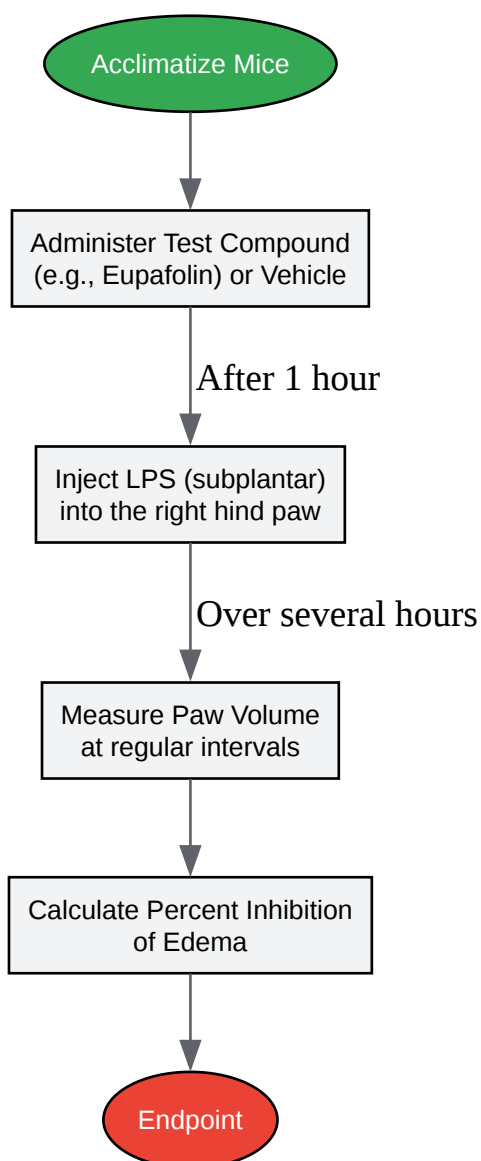 Acclimatize Mice
Administer Test Compound
(e.g., Eupafolin) or Vehicle
After 1 hour
Inject LPS (subplantar)
into the right hind paw
Over several hours
Measure Paw Volume
at regular intervals
Calculate Percent Inhibition
of Edema
Endpoint